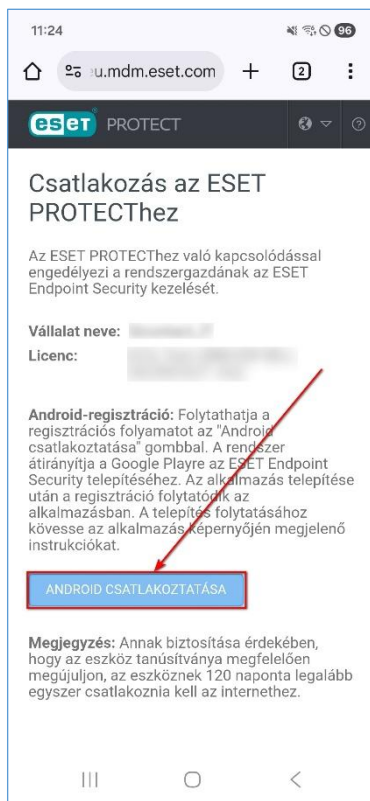 11:24
96
eu.mdm.eset.com
2
eset PROTECT
Csatlakozás az ESET
PROTECThez
Az ESET PROTECThez való kapcsolódással
engedélyezi a rendszergazdának az ESET
Endpoint Security kezelését.
Vállalat neve:
Licenc:
Android-regisztráció: Folytathatja a
regisztrációs folyamatot az "Android
csatlakoztatása" gombbal. A rendszer
átirányítja a Google Playre az ESET Endpoint
Security telepítéséhez. Az alkalmazás telepítése
után a regisztráció folytatódik az
alkalmazásban. A telepítés folytatásához
kövesse az alkalmazás képernyőjén megjelenő
instrukciókat.
ANDROID CSATLAKOZTATÁSA
Megjegyzés: Annak biztosítása érdekében,
hogy az eszköz tanúsítványa megfelelően
megújuljon, az eszköznek 120 naponta legalább
egyszer csatlakoznia kell az internethez.